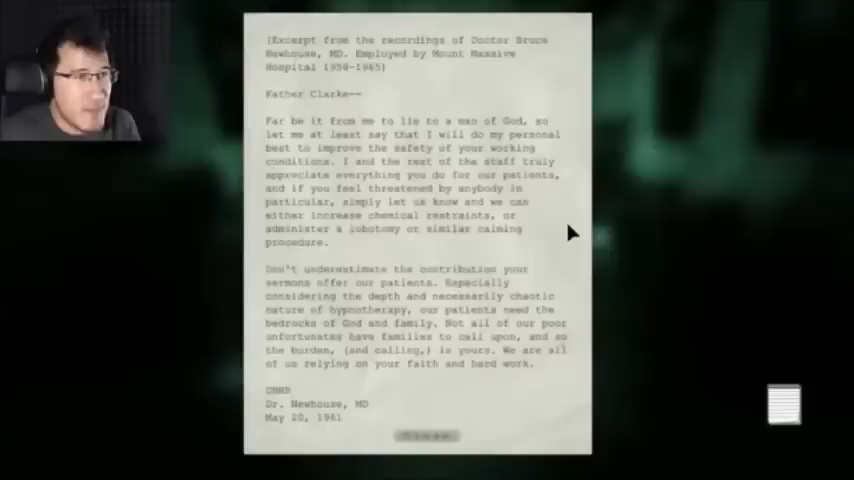 (Excerpt from the recordings of Doctor Bruce
Newhouse, MD. Employed by Mount Massive
Hospital 1958-1965)
Father Clarke--
Far be it from me to lie to a man of God, so
let me at least say that I will do my personal
best to improve the safety of your working
conditions. I and the rest of the staff truly
appreciate everything you do for our patients,
and if you feel threatened by anybody in
particular, simply let us know and we can
either increase chemical restraints, or
administer a lobotomy or similar calming
procedure.
Don't underestimate the contribution your
sermons offer our patients. Especially
considering the depth and necessarily chaotic
nature of hypnotherapy, our patients need the
bedrocks of God and family. Not all of our poor
unfortunates have families to call upon, and so
the burden, (and calling,) is yours. We are all
of us relying on your faith and hard work.
Dr. Newhouse, MD
May 20, 1961